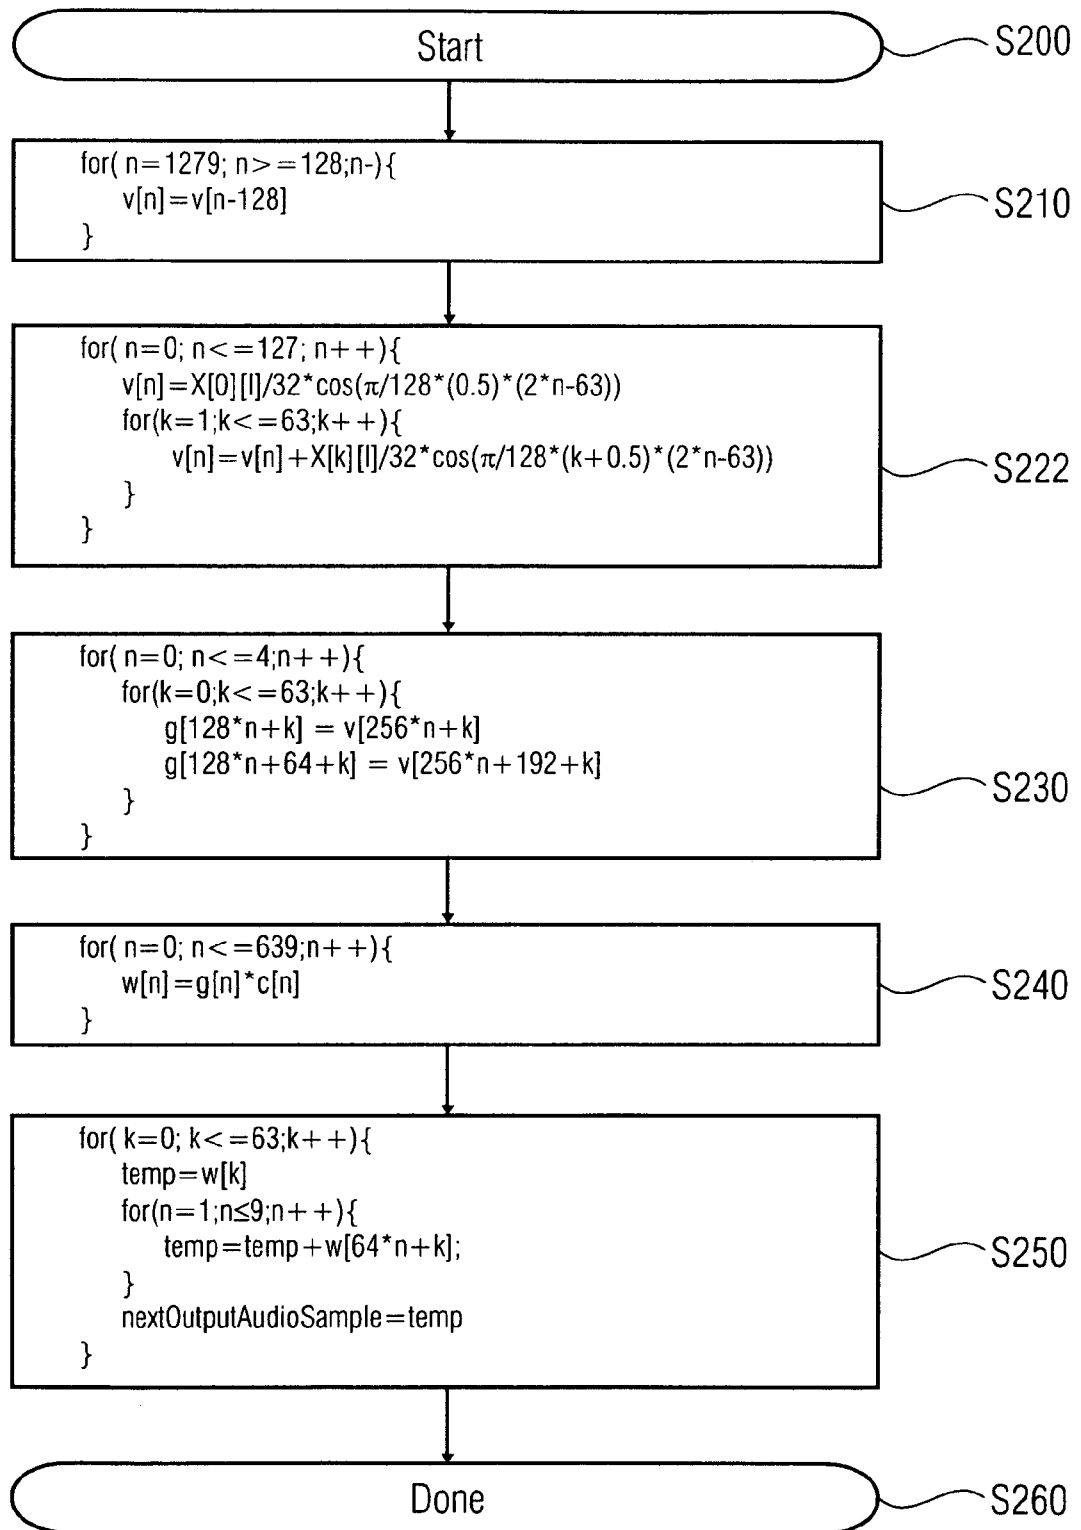 Start
S200
for( n=1279; n>=128;n-){
v[n]=v[n-128]
}
S210
for( n=0; n<=127; n++){
v[n]=X[0][l]/32*cos(π/128*(0.5)*(2*n-63))
for(k=1;k<=63;k++){
v[n]=v[n]+X[k][l]/32*cos(π/128*(k+0.5)*(2*n-63))
}
}
S222
for( n=0; n<=4;n++){
for(k=0;k<=63;k++){
g[128*n+k] = v[256*n+k]
g[128*n+64+k] = v[256*n+192+k]
}
}
S230
for( n=0; n<=639;n++){
w[n]=g[n]*c[n]
}
S240
for( k=0; k<=63;k++){
temp=w[k]
for(n=1;n≤9;n++){
temp=temp+w[64*n+k];
}
nextOutputAudioSample=temp
}
S250
Done
S260